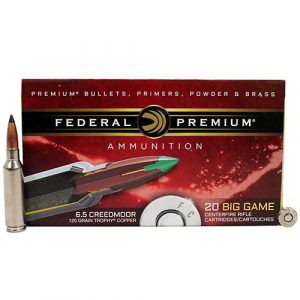 PREMIUM® BULLETS, PRIMERS, POWDER & BRASS
FEDERAL PREMIUM®
AMMUNITION
6.5 CREEDMOOR
120 GRAIN TROPHY® COPPER
F C
20 BIG GAME
CENTERFIRE RIFLE
CARTRIDGES/CARTOUCHES